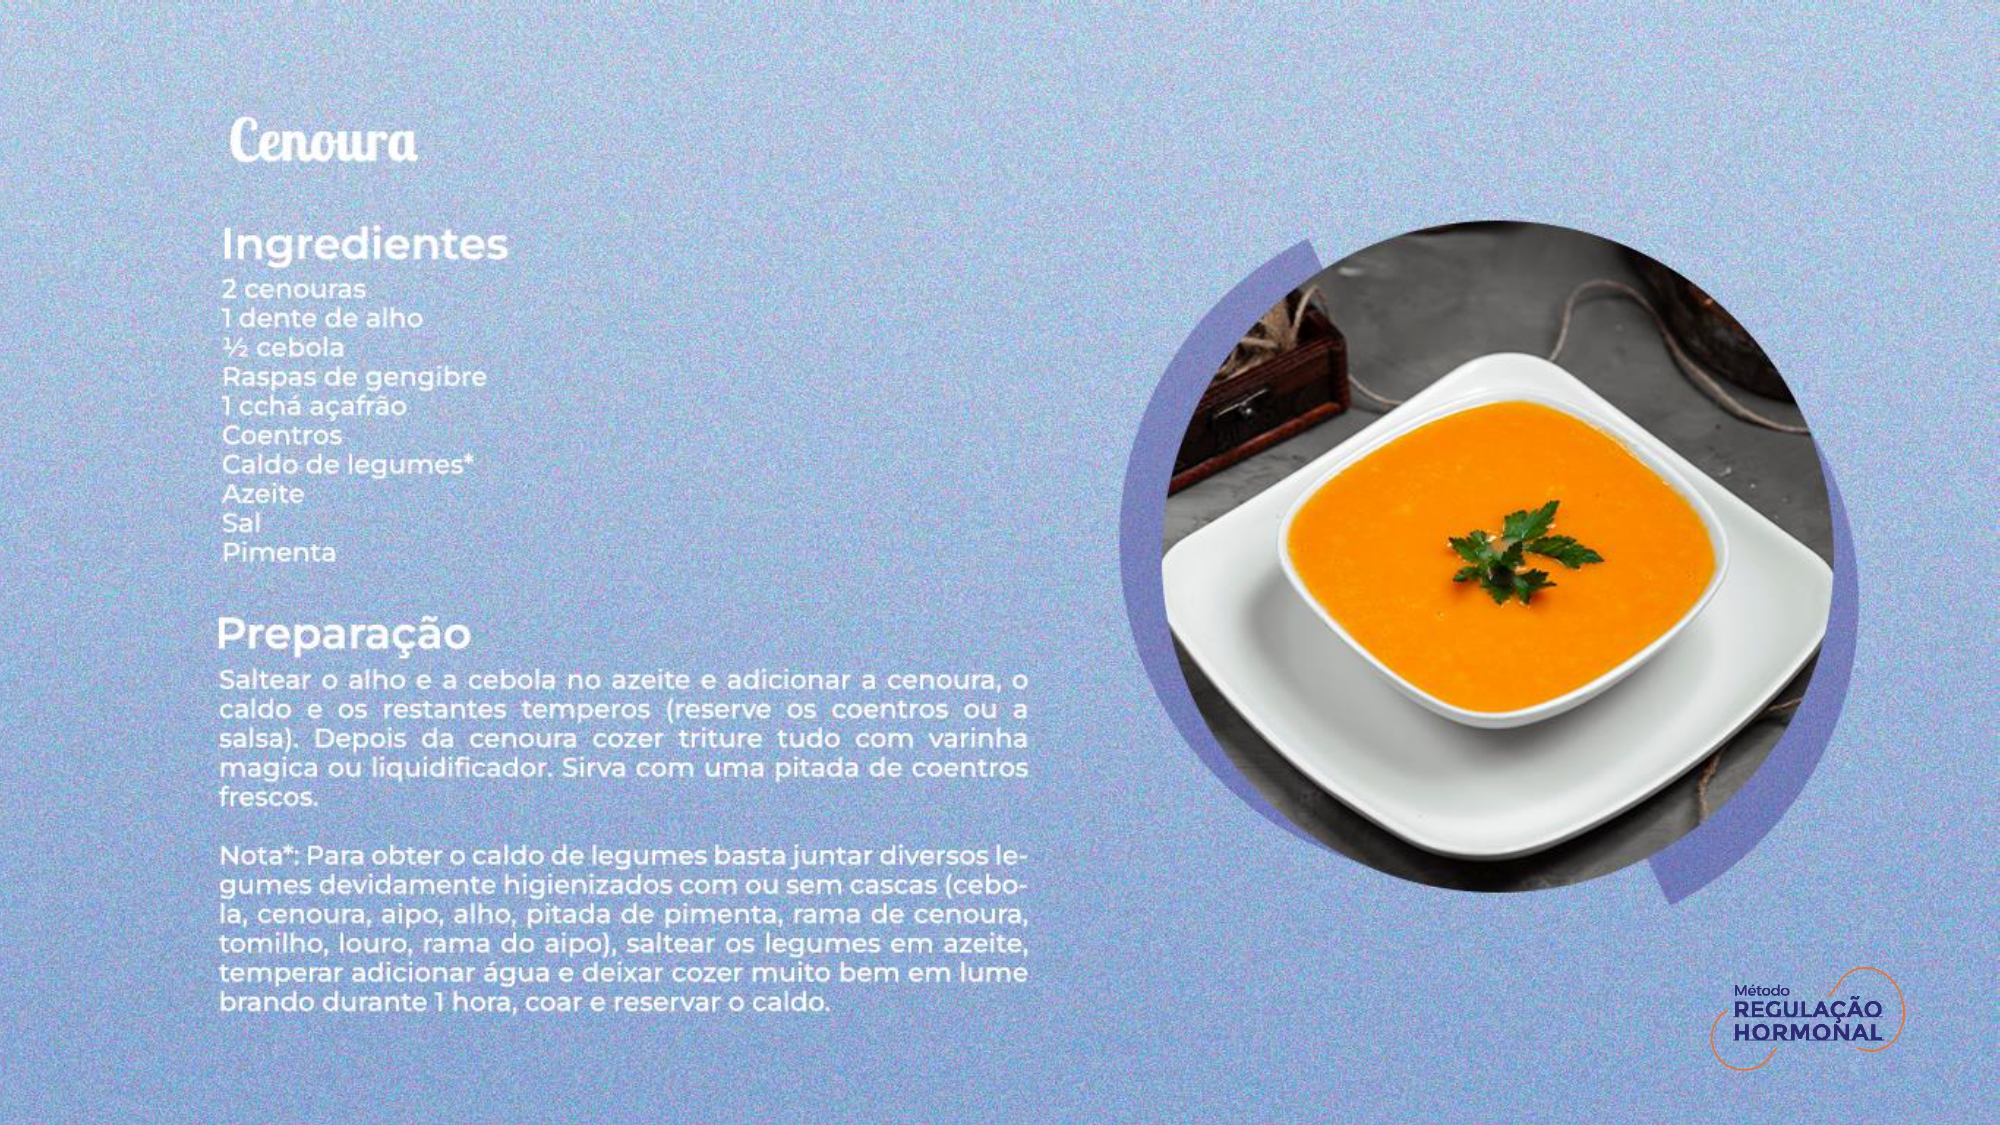 Cenoura
Ingredientes
2 cenouras
1 dente de alho
½ cebola
Raspas de gengibre
1 cchá açafrão
Coentros
Caldo de legumes*
Azeite
Sal
Pimenta
Preparação
Saltear o alho e a cebola no azeite e adicionar a cenoura, o
caldo e os restantes temperos (reserve os coentros ou a
salsa). Depois da cenoura cozer triture tudo com varinha
magica ou liquidificador. Sirva com uma pitada de coentros
frescos.
Nota*: Para obter o caldo de legumes basta juntar diversos le-
gumes devidamente higienizados com ou sem cascas (cebo-
la, cenoura, aipo, alho, pitada de pimenta, rama de cenoura,
tomilho, louro, rama do aipo), saltear os legumes em azeite,
temperar adicionar água e deixar cozer muito bem em lume
brando durante 1 hora, coar e reservar o caldo.
Método
REGULAÇÃO
HORMONAL